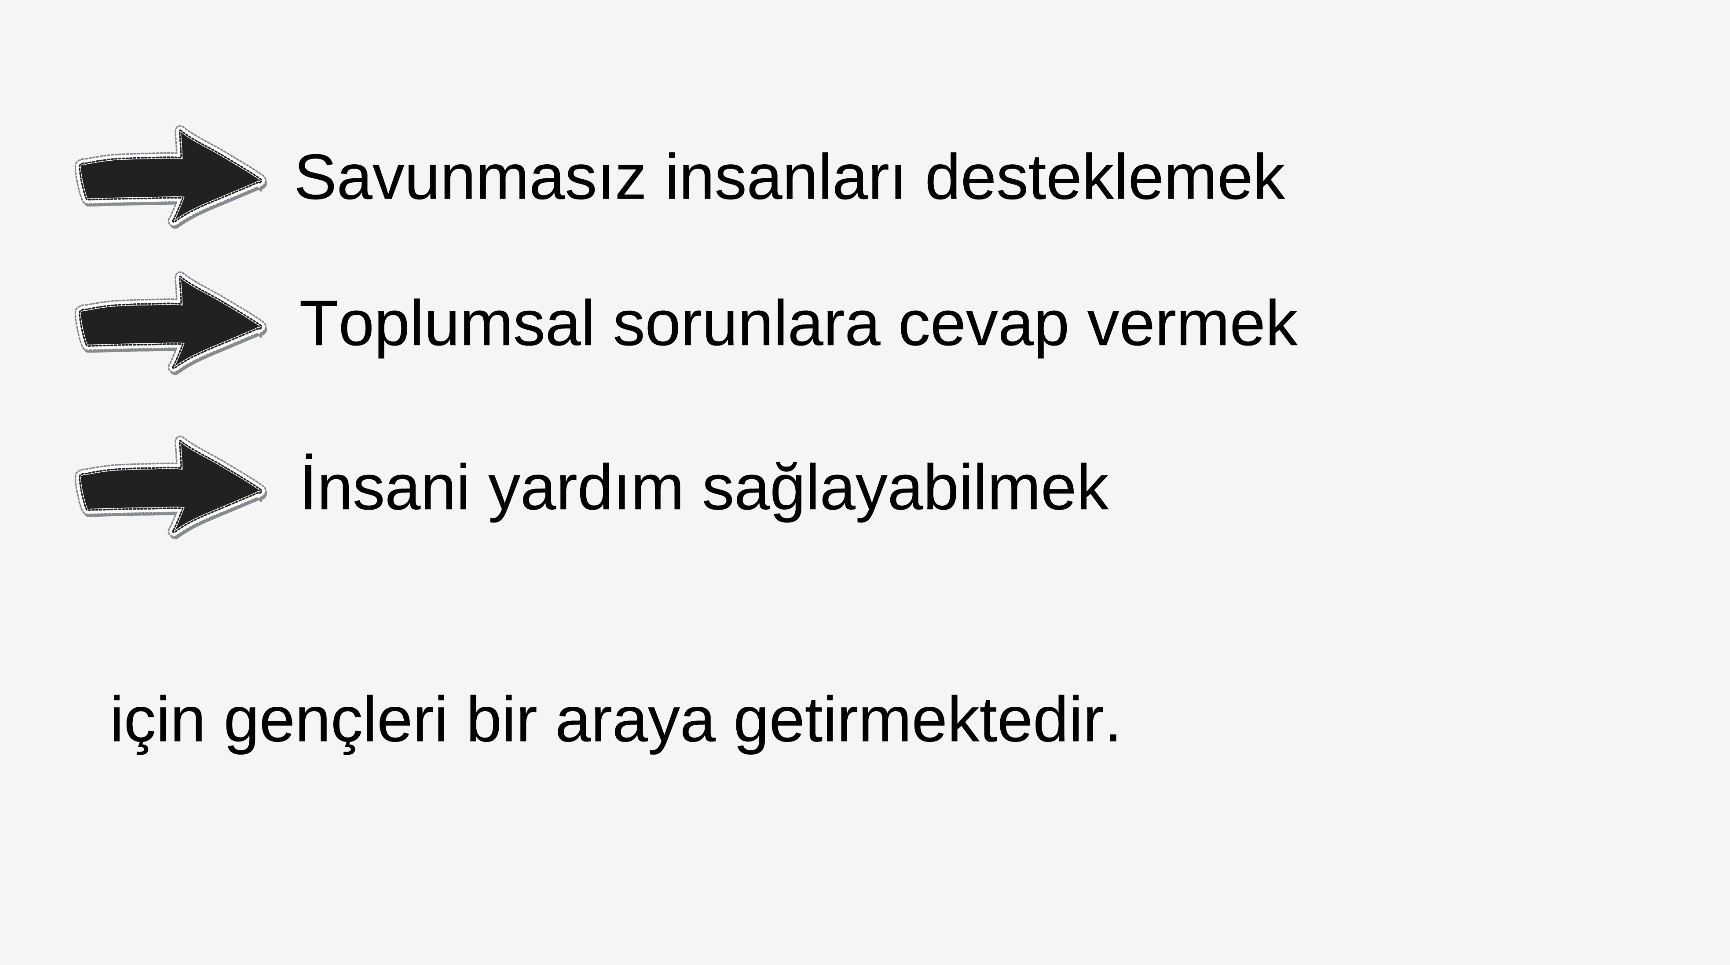 Savunmasız insanları desteklemek
Toplumsal sorunlara cevap vermek
İnsani yardım sağlayabilmek
için gençleri bir araya getirmektedir.